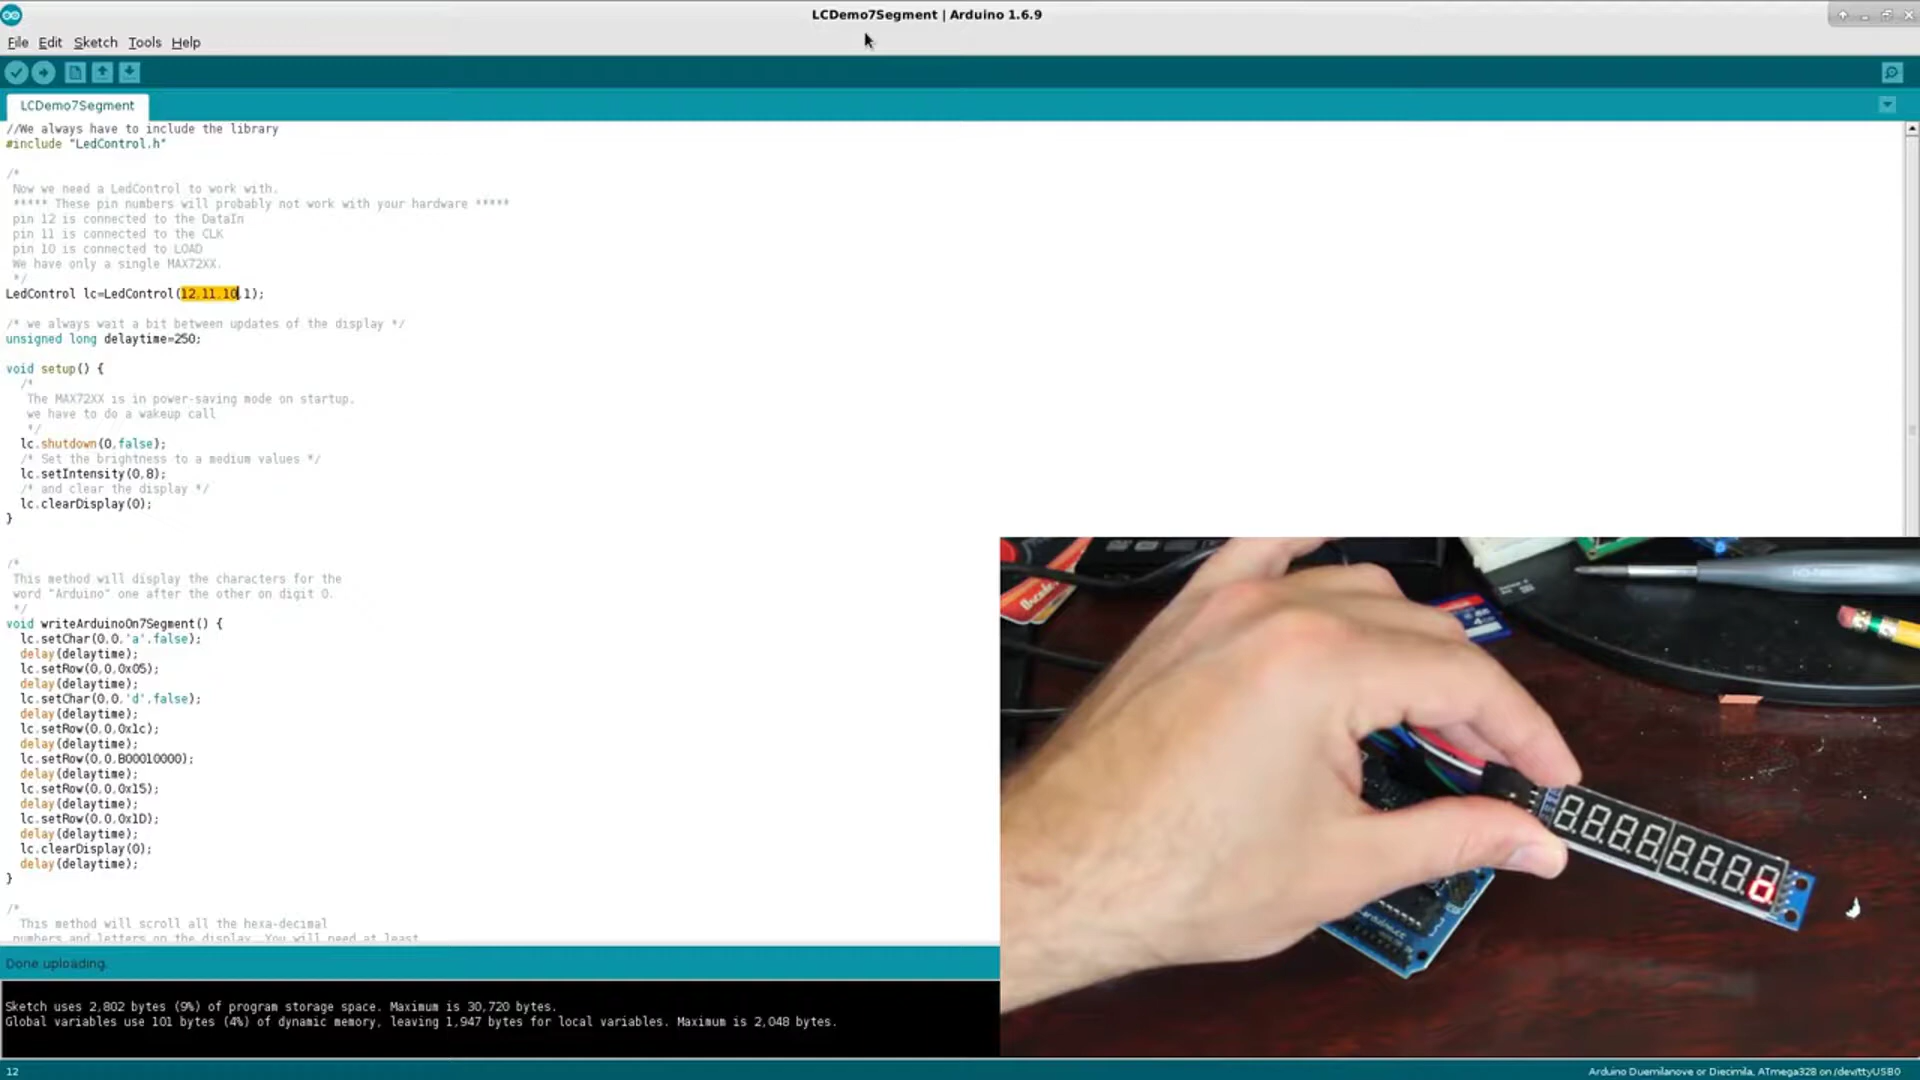 LCDemo7Segment | Arduino 1.6.9
File Edit Sketch Tools Help
LCDemo7Segment
//We always have to include the library
#include "LedControl.h"
/*
Now we need a LedControl to work with.
***** These pin numbers will probably not work with your hardware *****
pin 12 is connected to the DataIn
pin 11 is connected to the CLK
pin 10 is connected to LOAD
We have only a single MAX72XX.
*/
LedControl lc=LedControl(12,11,10,1);
/* we always wait a bit between updates of the display */
unsigned long delaytime=250;
void setup() {
/*
The MAX72XX is in power-saving mode on startup,
we have to do a wakeup call
*/
lc.shutdown(0,false);
/* Set the brightness to a medium values */
lc.setIntensity(0,8);
/* and clear the display */
lc.clearDisplay(0);
}
/*
This method will display the characters for the
word "Arduino" one after the other on digit 0.
*/
void writeArduinoOn7Segment() {
lc.setChar(0,0,'a',false);
delay(delaytime);
lc.setRow(0,0,0x05);
delay(delaytime);
lc.setChar(0,0,'d',false);
delay(delaytime);
lc.setRow(0,0,0x1c);
delay(delaytime);
lc.setRow(0,0,B00010000);
delay(delaytime);
lc.setRow(0,0,0x15);
delay(delaytime);
lc.setRow(0,0,0x1D);
delay(delaytime);
lc.clearDisplay(0);
delay(delaytime);
}
/*
This method will scroll all the hexa-decimal
numbers and letters on the display. You will need at least
Done uploading.
Sketch uses 2,802 bytes (9%) of program storage space. Maximum is 30,720 bytes.
Global variables use 101 bytes (4%) of dynamic memory, leaving 1,947 bytes for local variables. Maximum is 2,048 bytes.
12
Arduino Duemilanove or Diecimila, ATmega328 on /dev/ttyUSB0